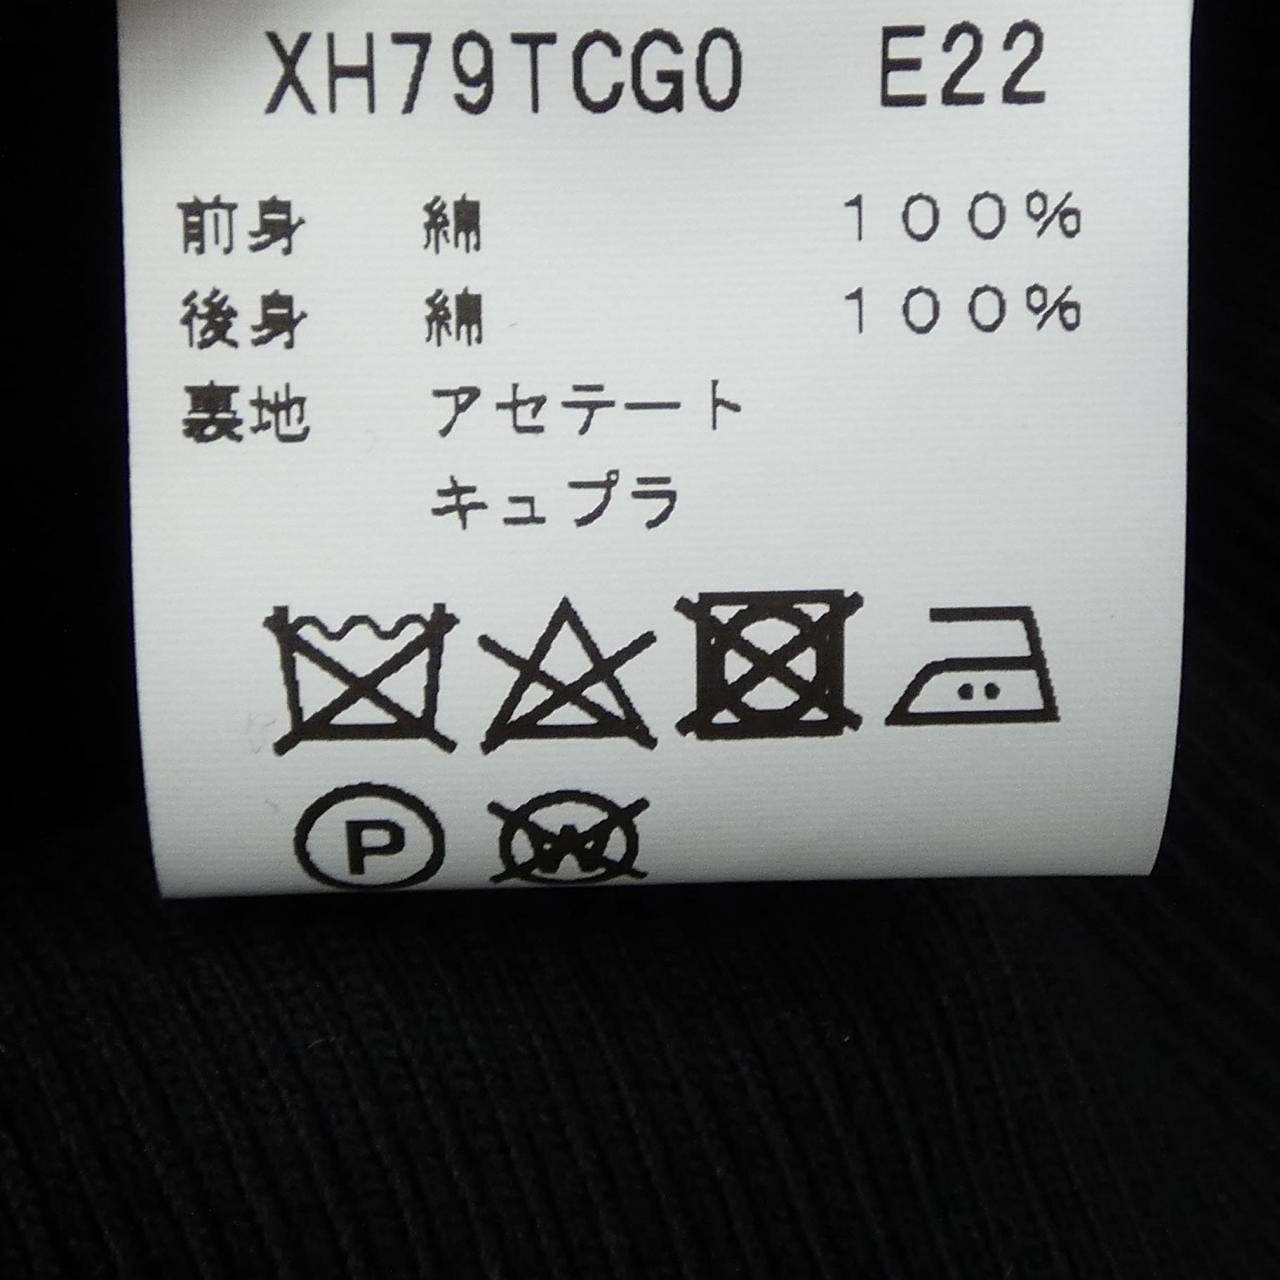 XH79TCG0 E22
前身 綿 100%
後身 綿 100%
裏地 アセテート
キュプラ
P W